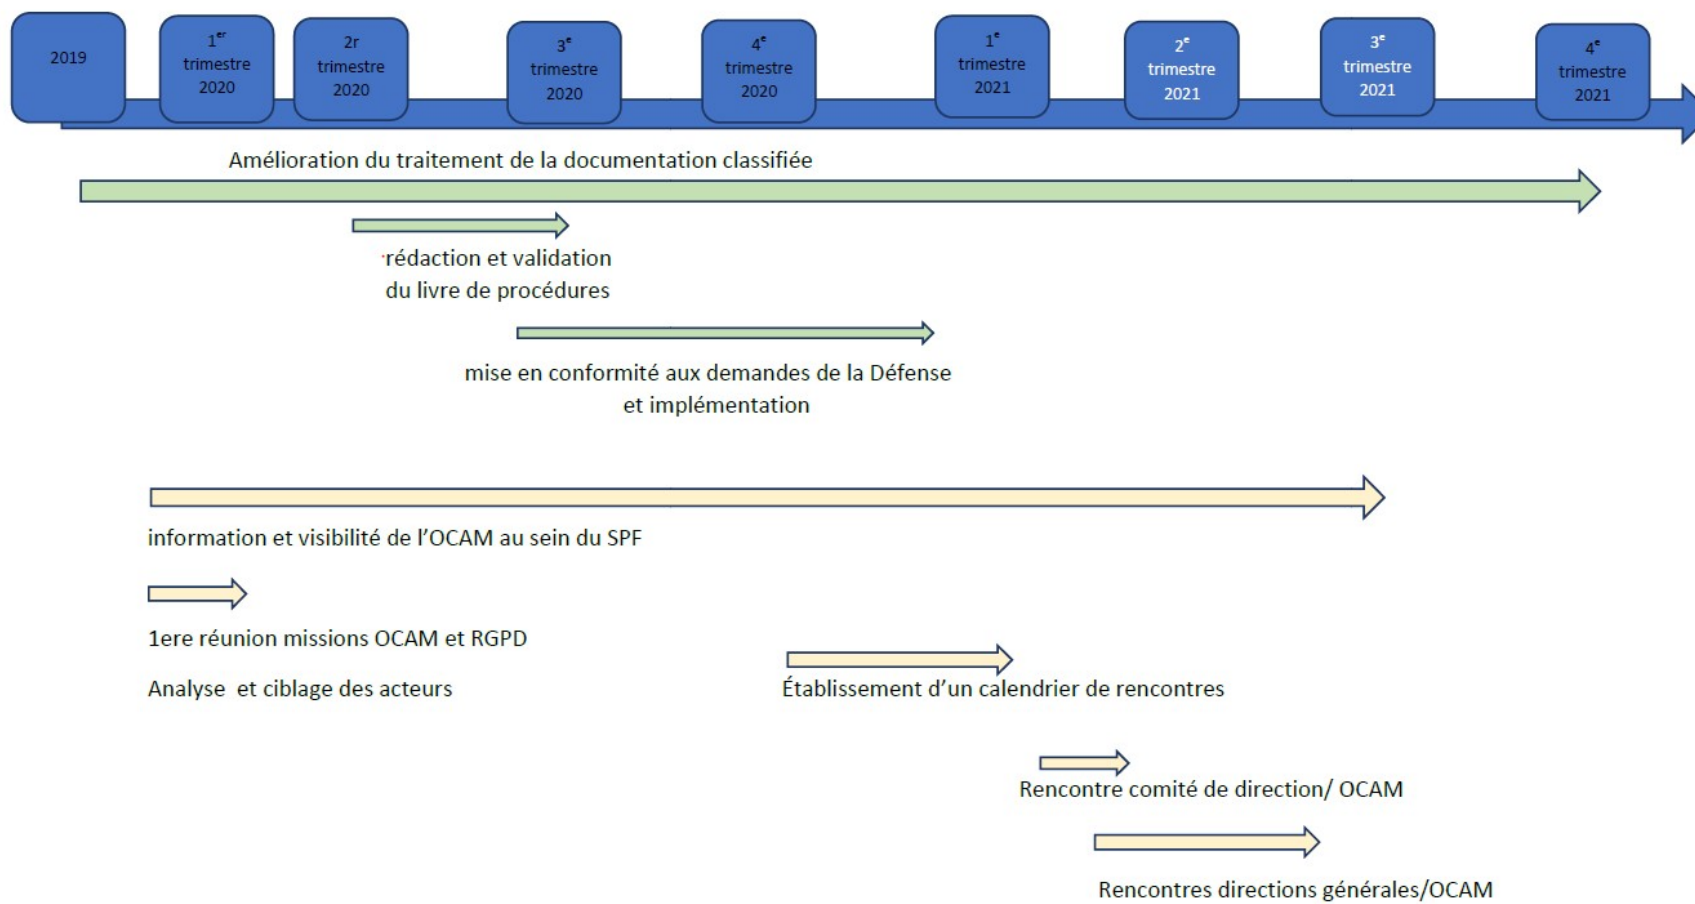 2019
1er
trimestre
2020
2r
trimestre
2020
3e
trimestre
2020
4e
trimestre
2020
1e
trimestre
2021
2e
trimestre
2021
3e
trimestre
2021
4e
trimestre
2021
Amélioration du traitement de la documentation classifiée
rédaction et validation
du livre de procédures
mise en conformité aux demandes de la Défense
et implémentation
information et visibilité de l’OCAM au sein du SPF
1ere réunion missions OCAM et RGPD
Analyse et ciblage des acteurs
Établissement d’un calendrier de rencontres
Rencontre comité de direction/ OCAM
Rencontres directions générales/OCAM